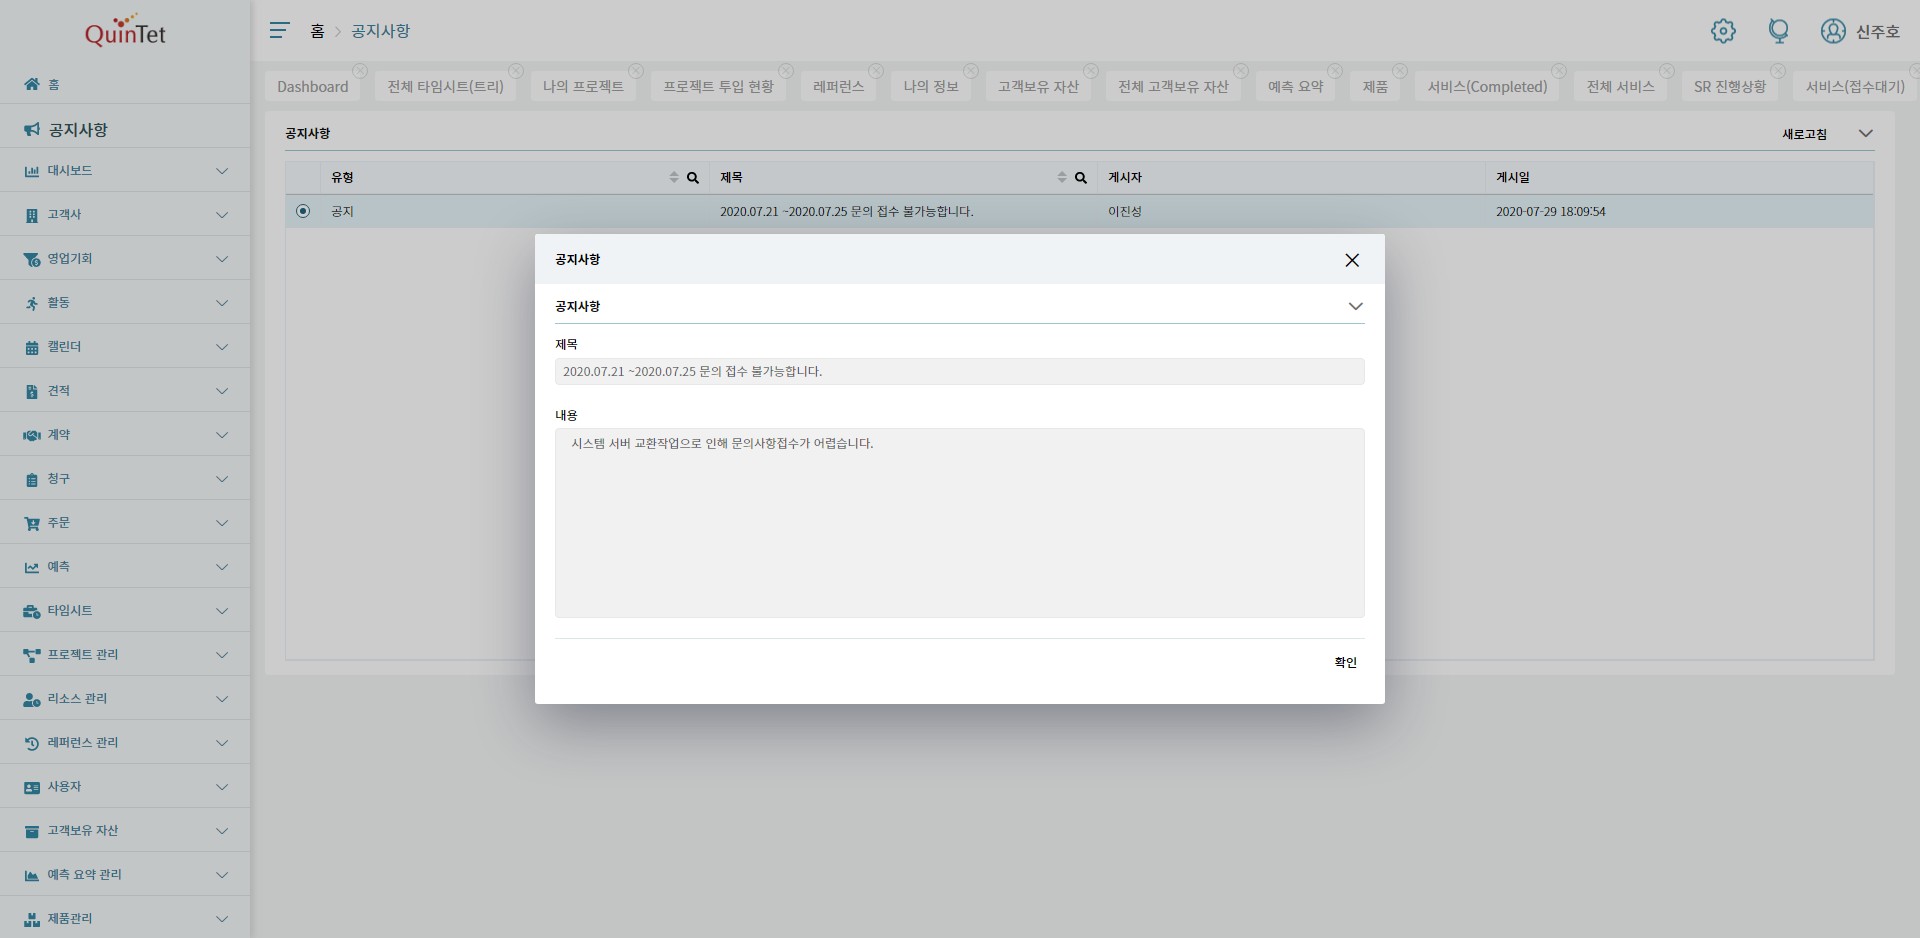 QuinTet
홈
공지사항
대시보드
고객사
영업기회
활동
캘린더
견적
계약
청구
주문
예측
타임시트
프로젝트 관리
리소스 관리
레퍼런스 관리
사용자
고객보유 자산
예측 요약 관리
제품관리
홈 > 공지사항
신주호
Dashboard 전체 타임시트(트리) 나의 프로젝트 프로젝트 투입 현황 레퍼런스 나의 정보 고객보유 자산 전체 고객보유 자산 예측 요약 제품 서비스(Completed) 전체 서비스 SR 진행상황 서비스(접수대기)
공지사항 새로고침
유형 제목 게시자 게시일
공지 2020.07.21 ~2020.07.25 문의 접수 불가능합니다. 이진성 2020-07-29 18:09:54
공지사항
공지사항
제목
2020.07.21 ~2020.07.25 문의 접수 불가능합니다.
내용
시스템 서버 교환작업으로 인해 문의사항접수가 어렵습니다.
확인